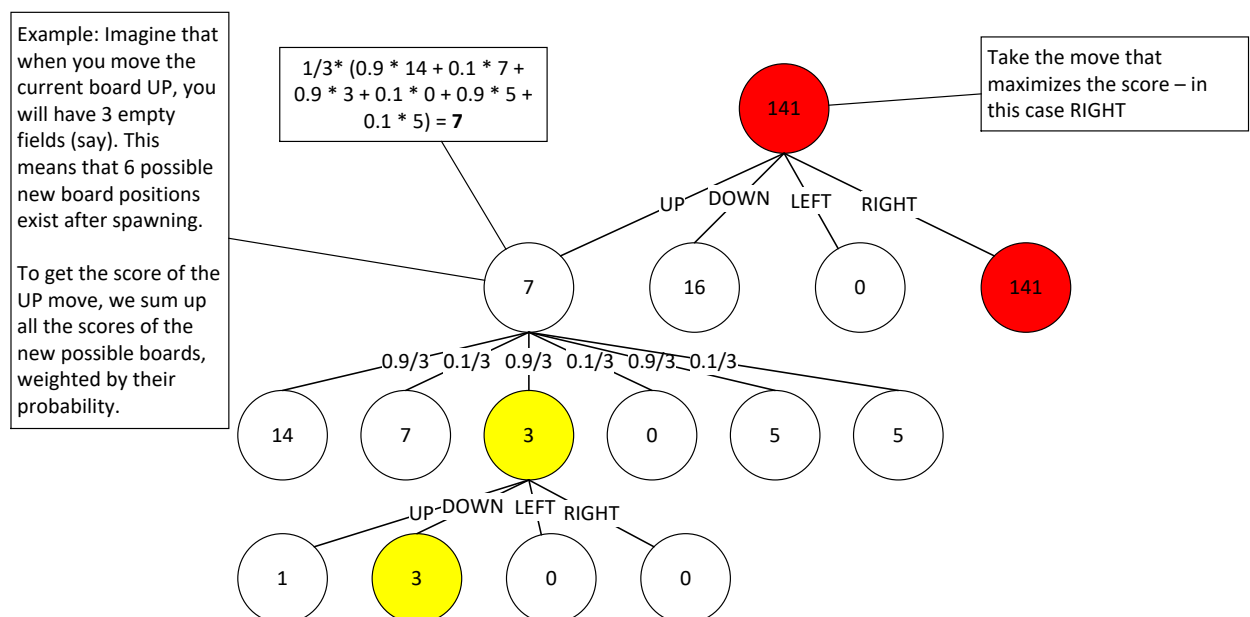 Example: Imagine that
when you move the
current board UP, you
will have 3 empty
fields (say). This
means that 6 possible
new board positions
exist after spawning.
To get the score of the
UP move, we sum up
all the scores of the
new possible boards,
weighted by their
probability.
1/3* (0.9 * 14 + 0.1 * 7 +
0.9 * 3 + 0.1 * 0 + 0.9 * 5 +
0.1 * 5) = 7
141
Take the move that
maximizes the score – in
this case RIGHT
UP DOWN LEFT RIGHT
7 16 0 141
0.9/3 0.1/3 0.9/3 0.1/3 0.9/3 0.1/3
14 7 3 0 5 5
UP DOWN LEFT RIGHT
1 3 0 0